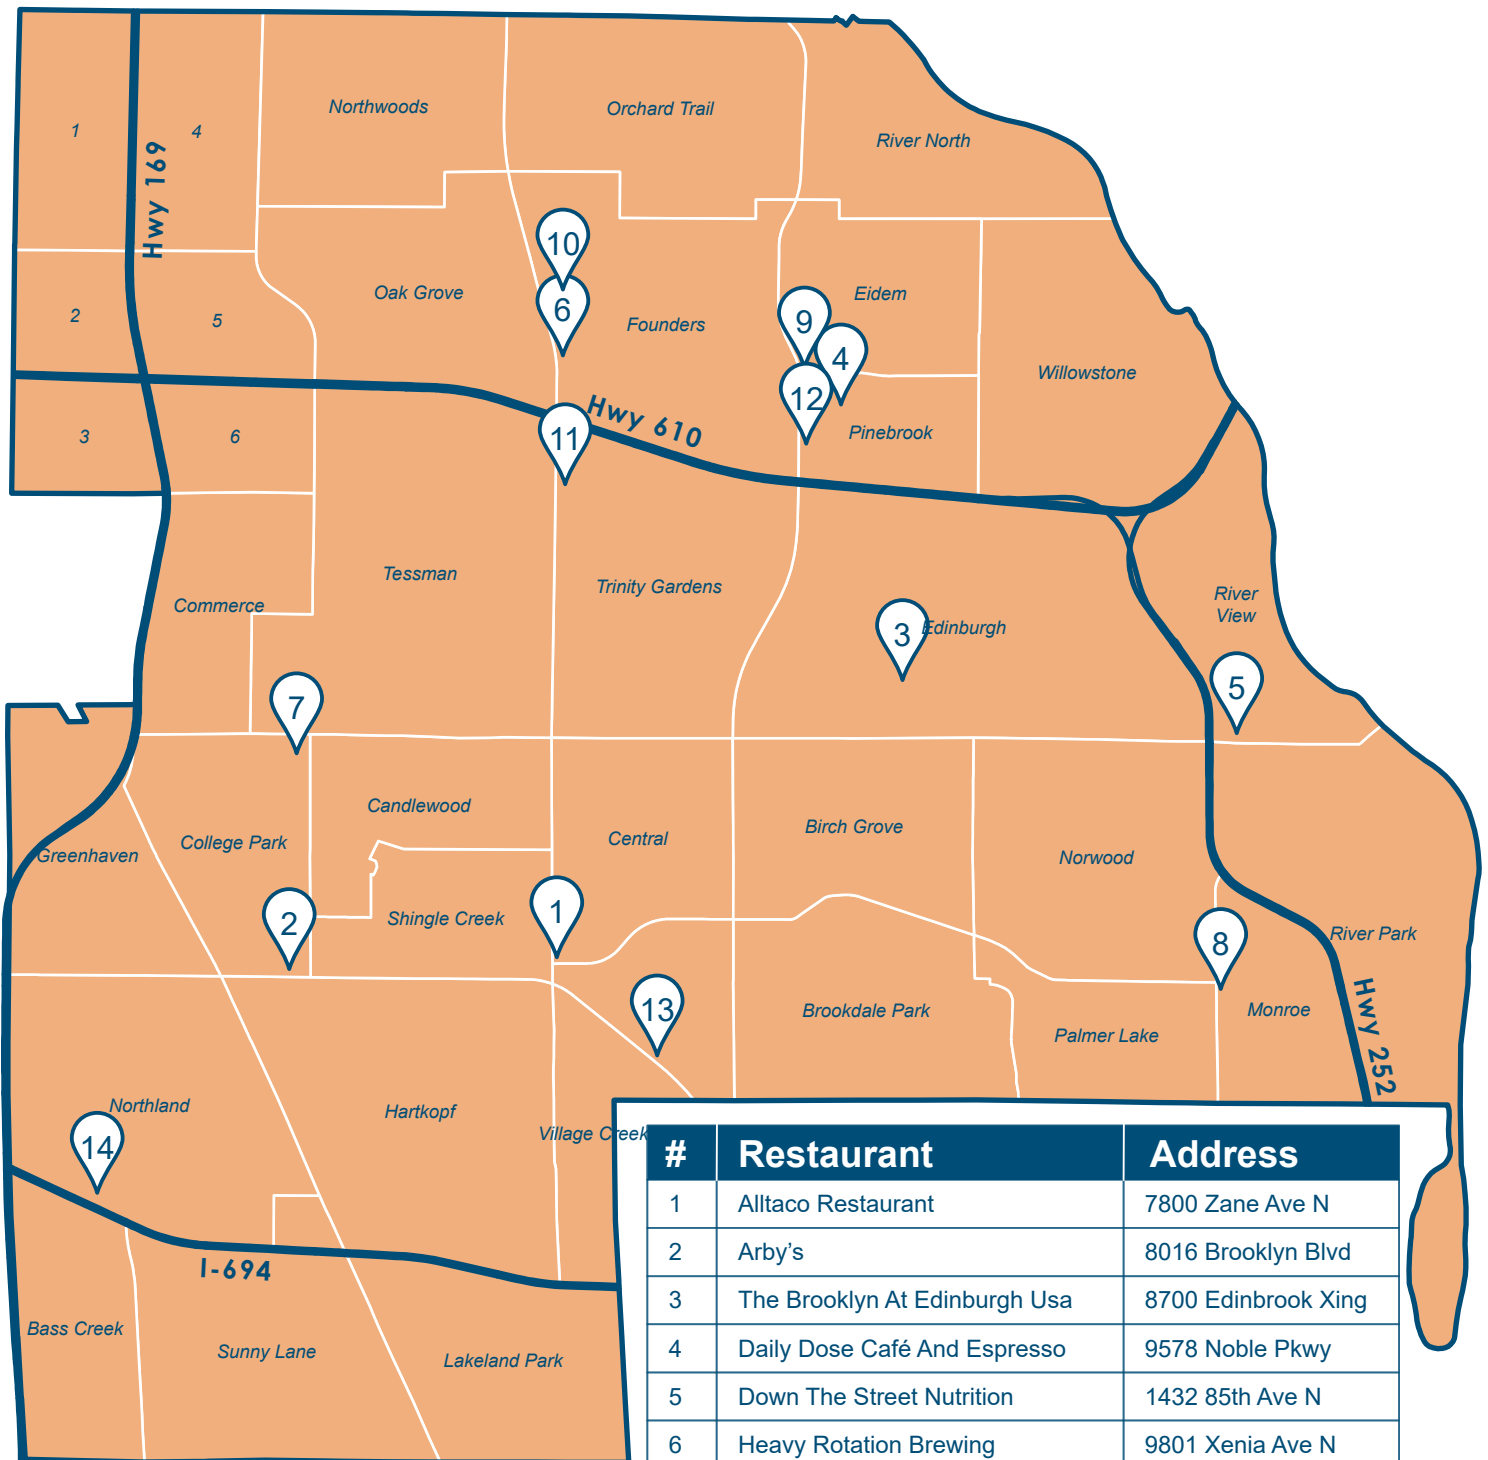 Northwoods
Orchard Trail
River North
1
4
Hwy 169
10
Oak Grove
6
Founders
Eidem
9
2
5
4
Willowstone
12
Hwy 610
11
Pinebrook
3
6
Tessman
Trinity Gardens
Commerce
River
View
3
Edinburgh
5
7
Candlewood
Central
Birch Grove
College Park
Greenhaven
Norwood
2
Shingle Creek
1
8
River Park
13
Brookdale Park
Monroe
Palmer Lake
Hwy 252
Northland
Hartkopf
Village Creek
14
I-694
Bass Creek
Sunny Lane
Lakeland Park
# Restaurant Address
1 Alltaco Restaurant 7800 Zane Ave N
2 Arby’s 8016 Brooklyn Blvd
3 The Brooklyn At Edinburgh Usa 8700 Edinbrook Xing
4 Daily Dose Café And Espresso 9578 Noble Pkwy
5 Down The Street Nutrition 1432 85th Ave N
6 Heavy Rotation Brewing 9801 Xenia Ave N